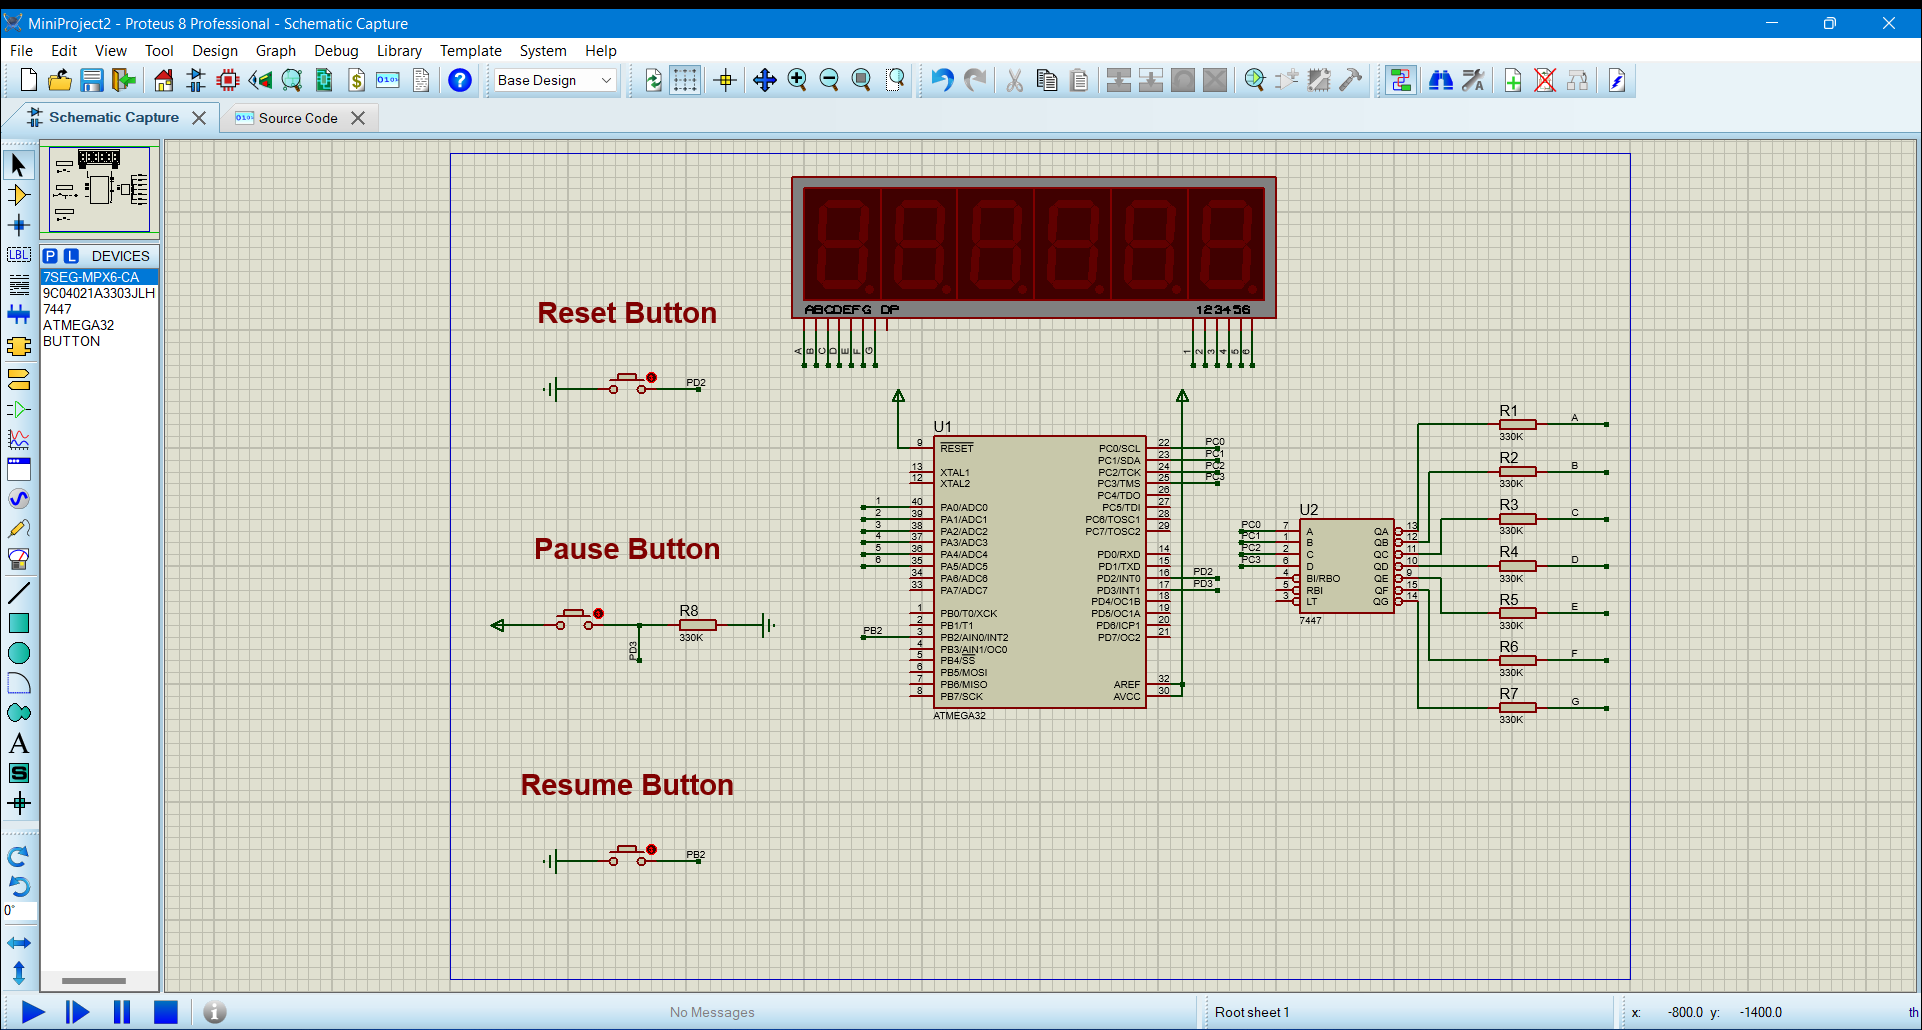 MiniProject2 - Proteus 8 Professional - Schematic Capture
File Edit View Tool Design Graph Debug Library Template System Help
Base Design
Schematic Capture
Source Code
P L DEVICES
7SEG-MPX6-CA
9C04021A3303JLH
7447
ATMEGA32
BUTTON
LBL
A
S
0°
ABCDEFG DP
123456
A B C D E F G
1 2 3 4 5 6
Reset Button
PD2
Pause Button
PD3
R8
330K
Resume Button
PB2
U1
9 RESET
13 XTAL1
12 XTAL2
1 40 PA0/ADC0
2 39 PA1/ADC1
3 38 PA2/ADC2
4 37 PA3/ADC3
5 36 PA4/ADC4
6 35 PA5/ADC5
34 PA6/ADC6
33 PA7/ADC7
1 PB0/T0/XCK
2 PB1/T1
PB2 3 PB2/AIN0/INT2
4 PB3/AIN1/OC0
5 PB4/SS
6 PB5/MOSI
7 PB6/MISO
8 PB7/SCK
PC0/SCL 22 PC0
PC1/SDA 23 PC1
PC2/TCK 24 PC2
PC3/TMS 25 PC3
PC4/TDO 26
PC5/TDI 27
PC6/TOSC1 28
PC7/TOSC2 29
PD0/RXD 14
PD1/TXD 15
PD2/INT0 16 PD2
PD3/INT1 17 PD3
PD4/OC1B 18
PD5/OC1A 19
PD6/ICP1 20
PD7/OC2 21
AREF 32
AVCC 30
ATMEGA32
U2
PC0 7 A QA 13
PC1 1 B QB 12
PC2 2 C QC 11
PC3 6 D QD 10
4 BI/RBO QE 9
5 RBI QF 15
3 LT QG 14
7447
R1 A
330K
R2 B
330K
R3 C
330K
R4 D
330K
R5 E
330K
R6 F
330K
R7 G
330K
No Messages
Root sheet 1
x: -800.0 y: -1400.0 th